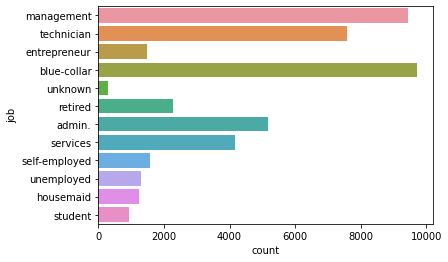 management
technician
entrepreneur
blue-collar
unknown
retired
admin.
services
self-employed
unemployed
housemaid
student
job
0 2000 4000 6000 8000 10000
count